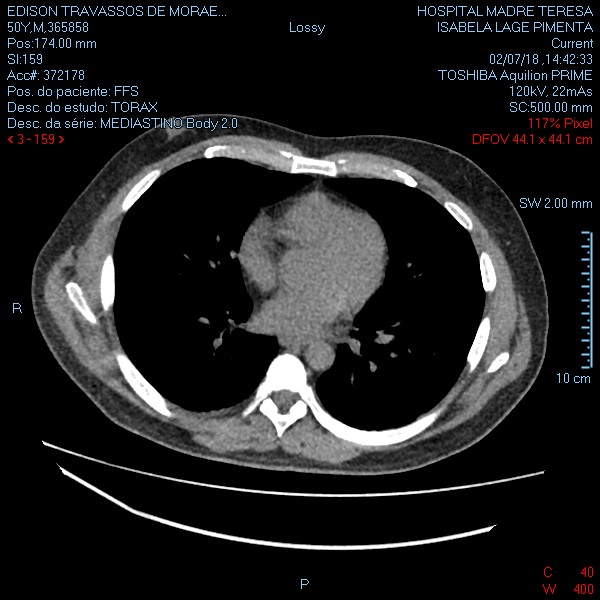 EDISON TRAVASSOS DE MORAE...
50Y,M,365858
Pos:174.00 mm
SI:159
Acc#: 372178
Pos. do paciente: FFS
Desc. do estudo: TORAX
Desc. da série: MEDIASTINO Body 2.0
< 3 - 159 >
Lossy
HOSPITAL MADRE TERESA
ISABELA LAGE PIMENTA
Current
02/07/18 ,14:42:33
TOSHIBA Aquilion PRIME
120kV, 22mAs
SC:500.00 mm
117% Pixel
DFOV 44.1 x 44.1 cm
SW 2.00 mm
R
10 cm
P
C 40
W 400